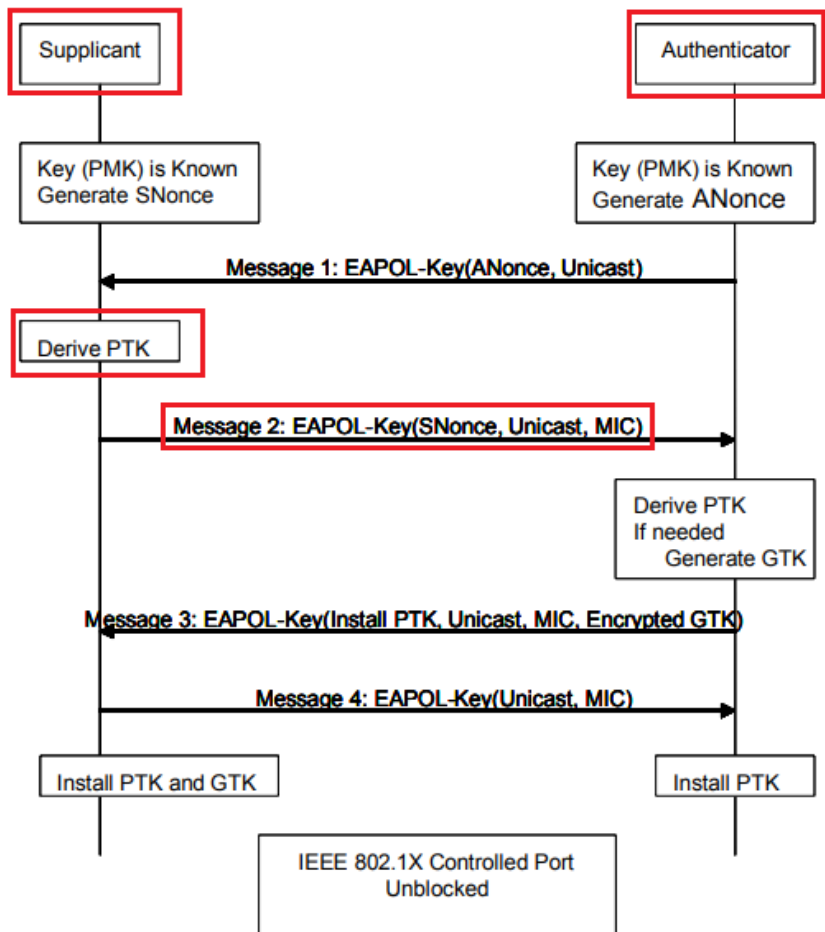 Supplicant
Authenticator
Key (PMK) is Known
Generate SNonce
Key (PMK) is Known
Generate ANonce
Message 1: EAPOL-Key(ANonce, Unicast)
Derive PTK
Message 2: EAPOL-Key(SNonce, Unicast, MIC)
Derive PTK
If needed
Generate GTK
Message 3: EAPOL-Key(Install PTK, Unicast, MIC, Encrypted GTK)
Message 4: EAPOL-Key(Unicast, MIC)
Install PTK and GTK
Install PTK
IEEE 802.1X Controlled Port
Unblocked